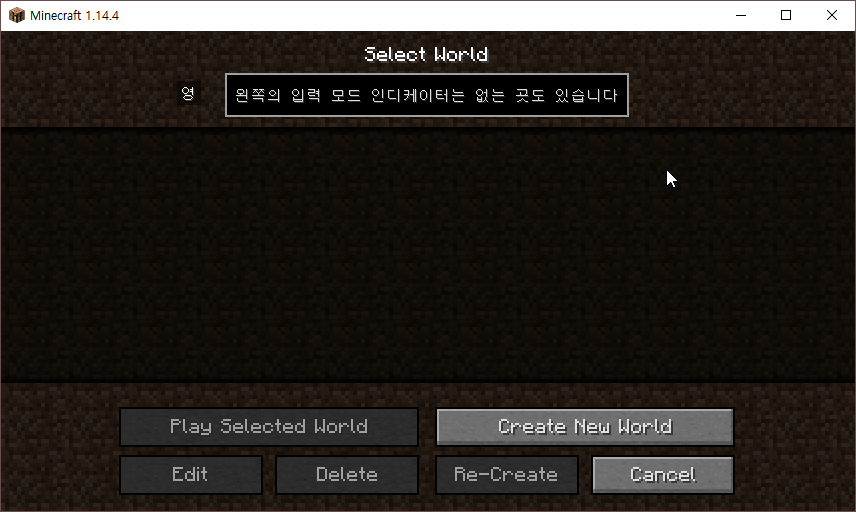 Minecraft 1.14.4
Select World
영
왼쪽의 입력 모드 인디케이터는 없는 곳도 있습니다
Play Selected World
Create New World
Edit
Delete
Re-Create
Cancel